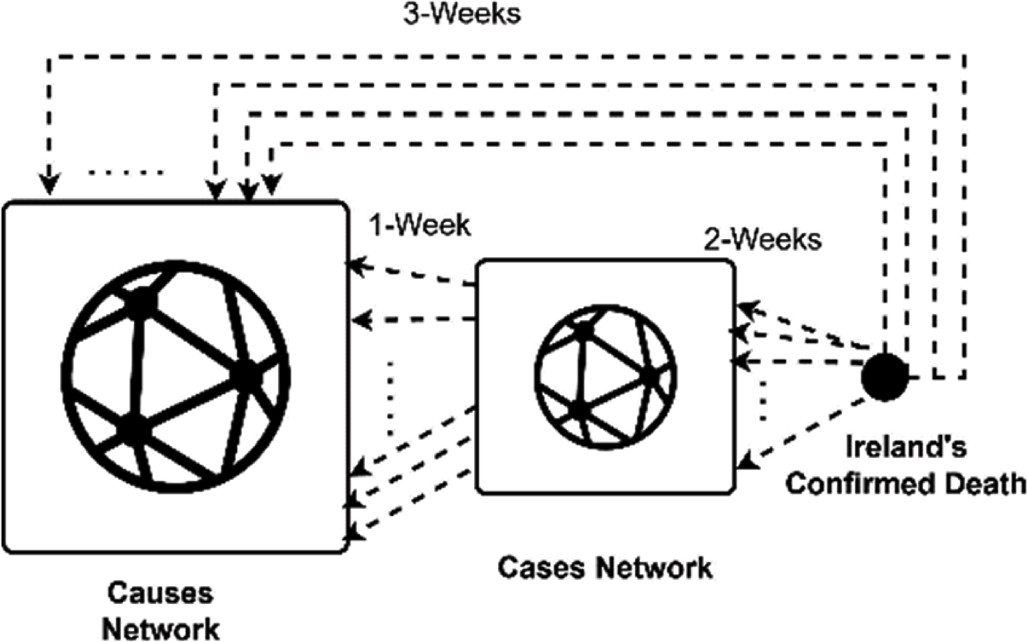 3-Weeks
1-Week
2-Weeks
Ireland's
Confirmed Death
Cases Network
Causes
Network